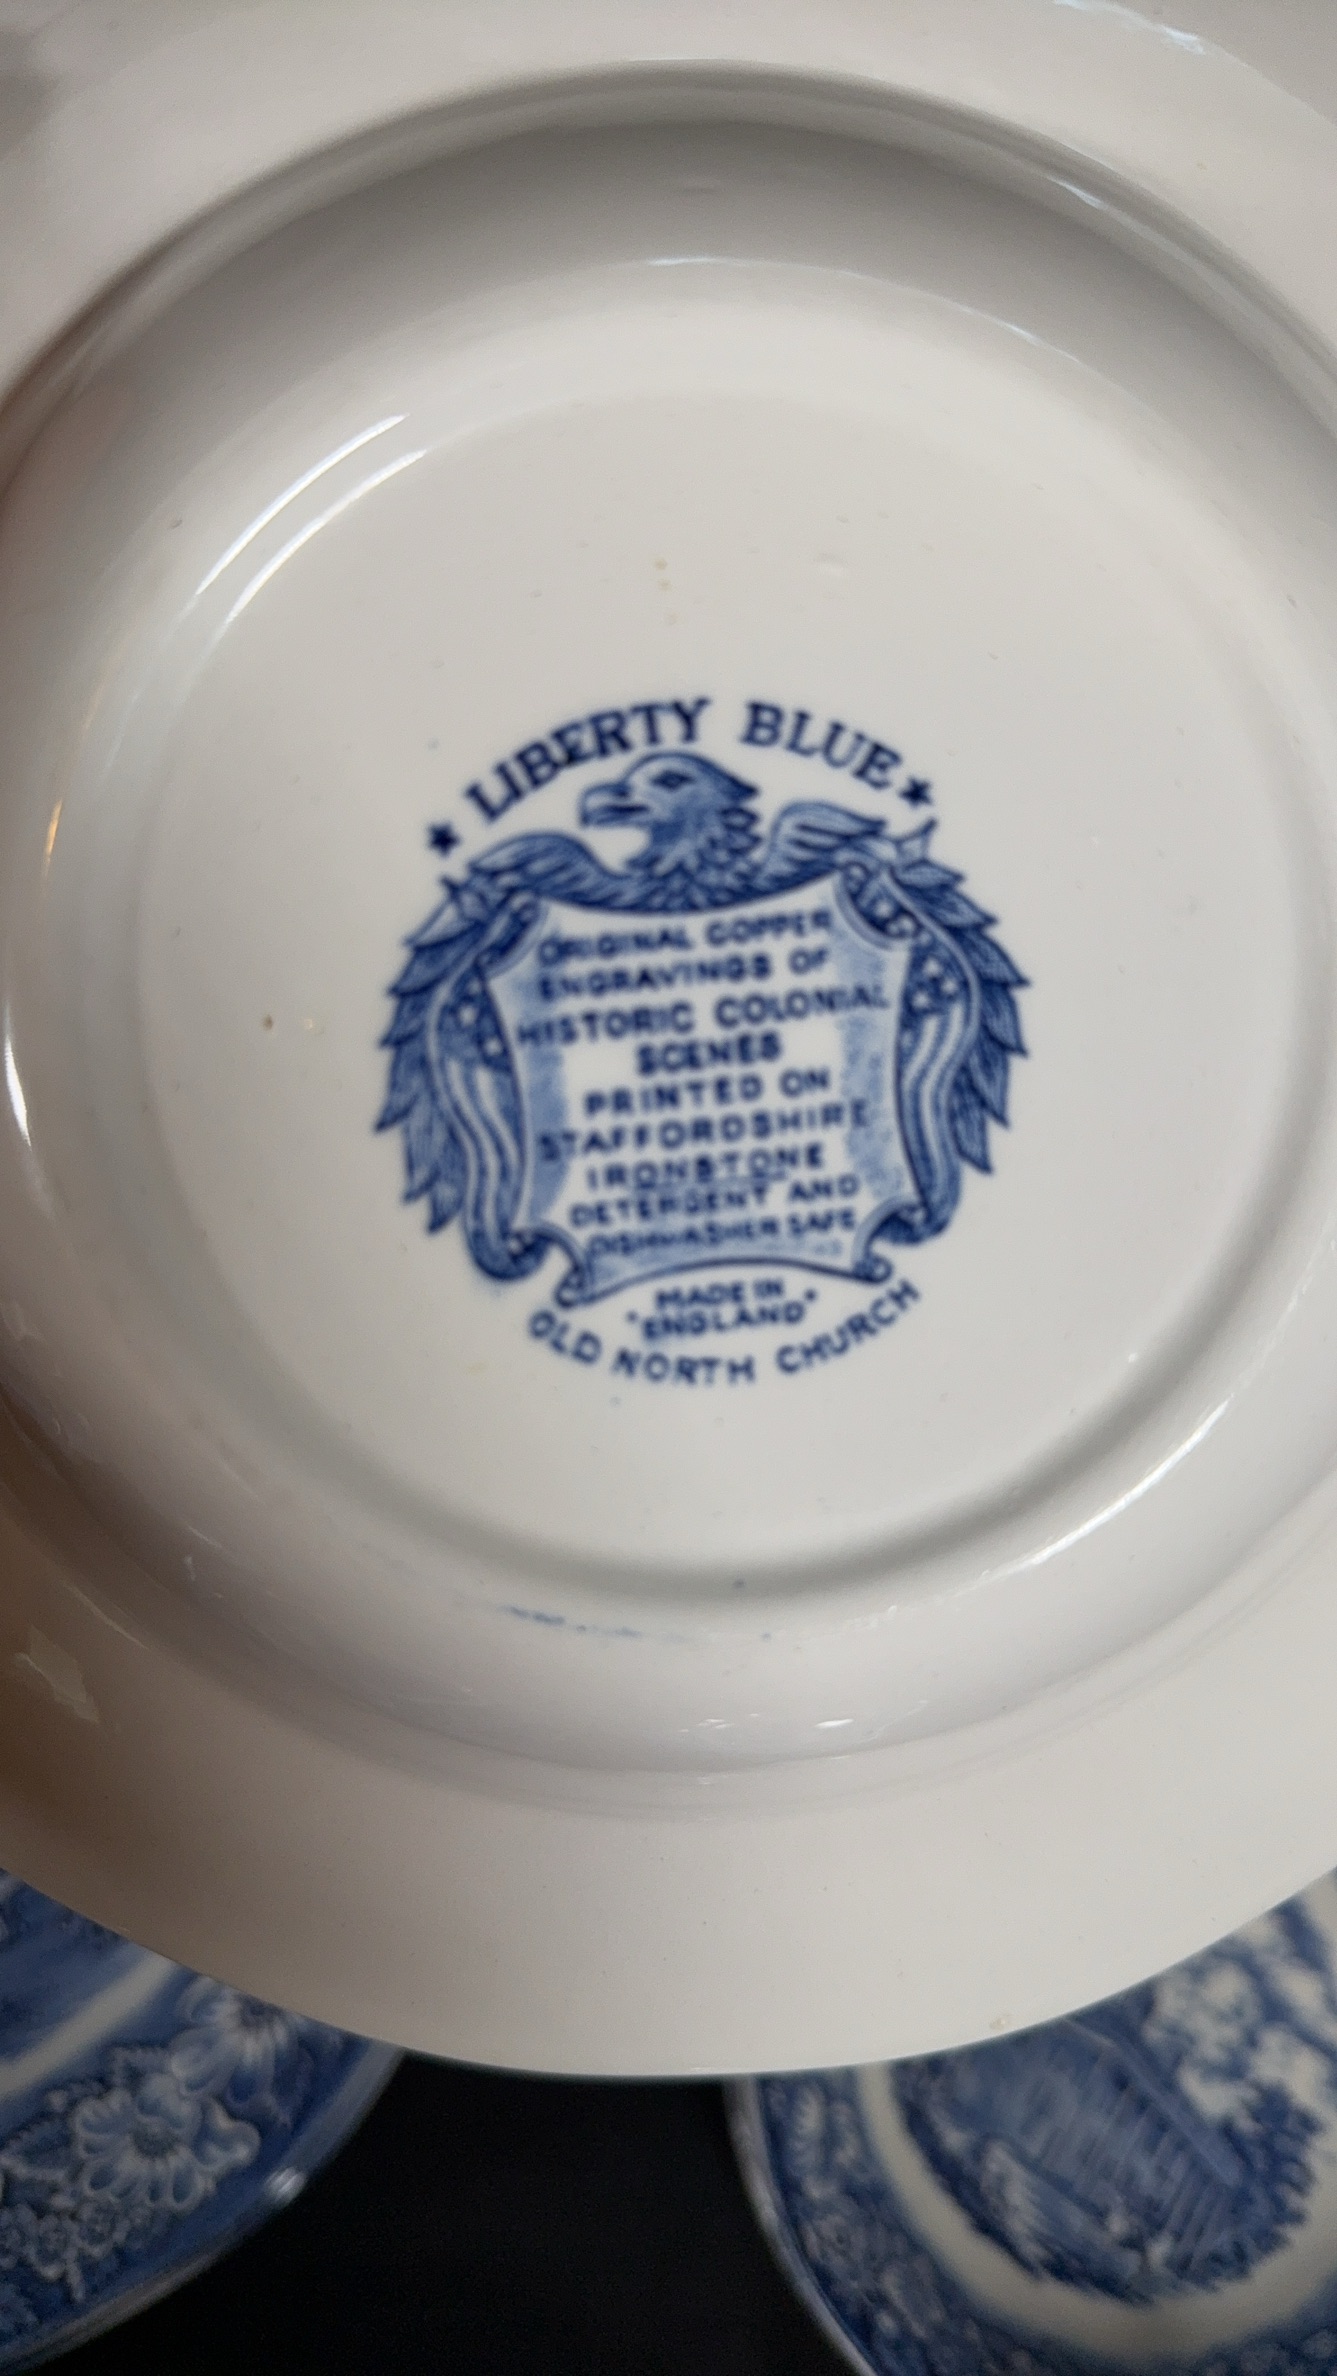 LIBERTY BLUE
ORIGINAL COPPER
ENGRAVINGS OF
HISTORIC COLONIAL
SCENES
PRINTED ON
STAFFORDSHIRE
IRONSTONE
DETERGENT AND
DISHWASHER SAFE
MADE IN
ENGLAND
OLD NORTH CHURCH